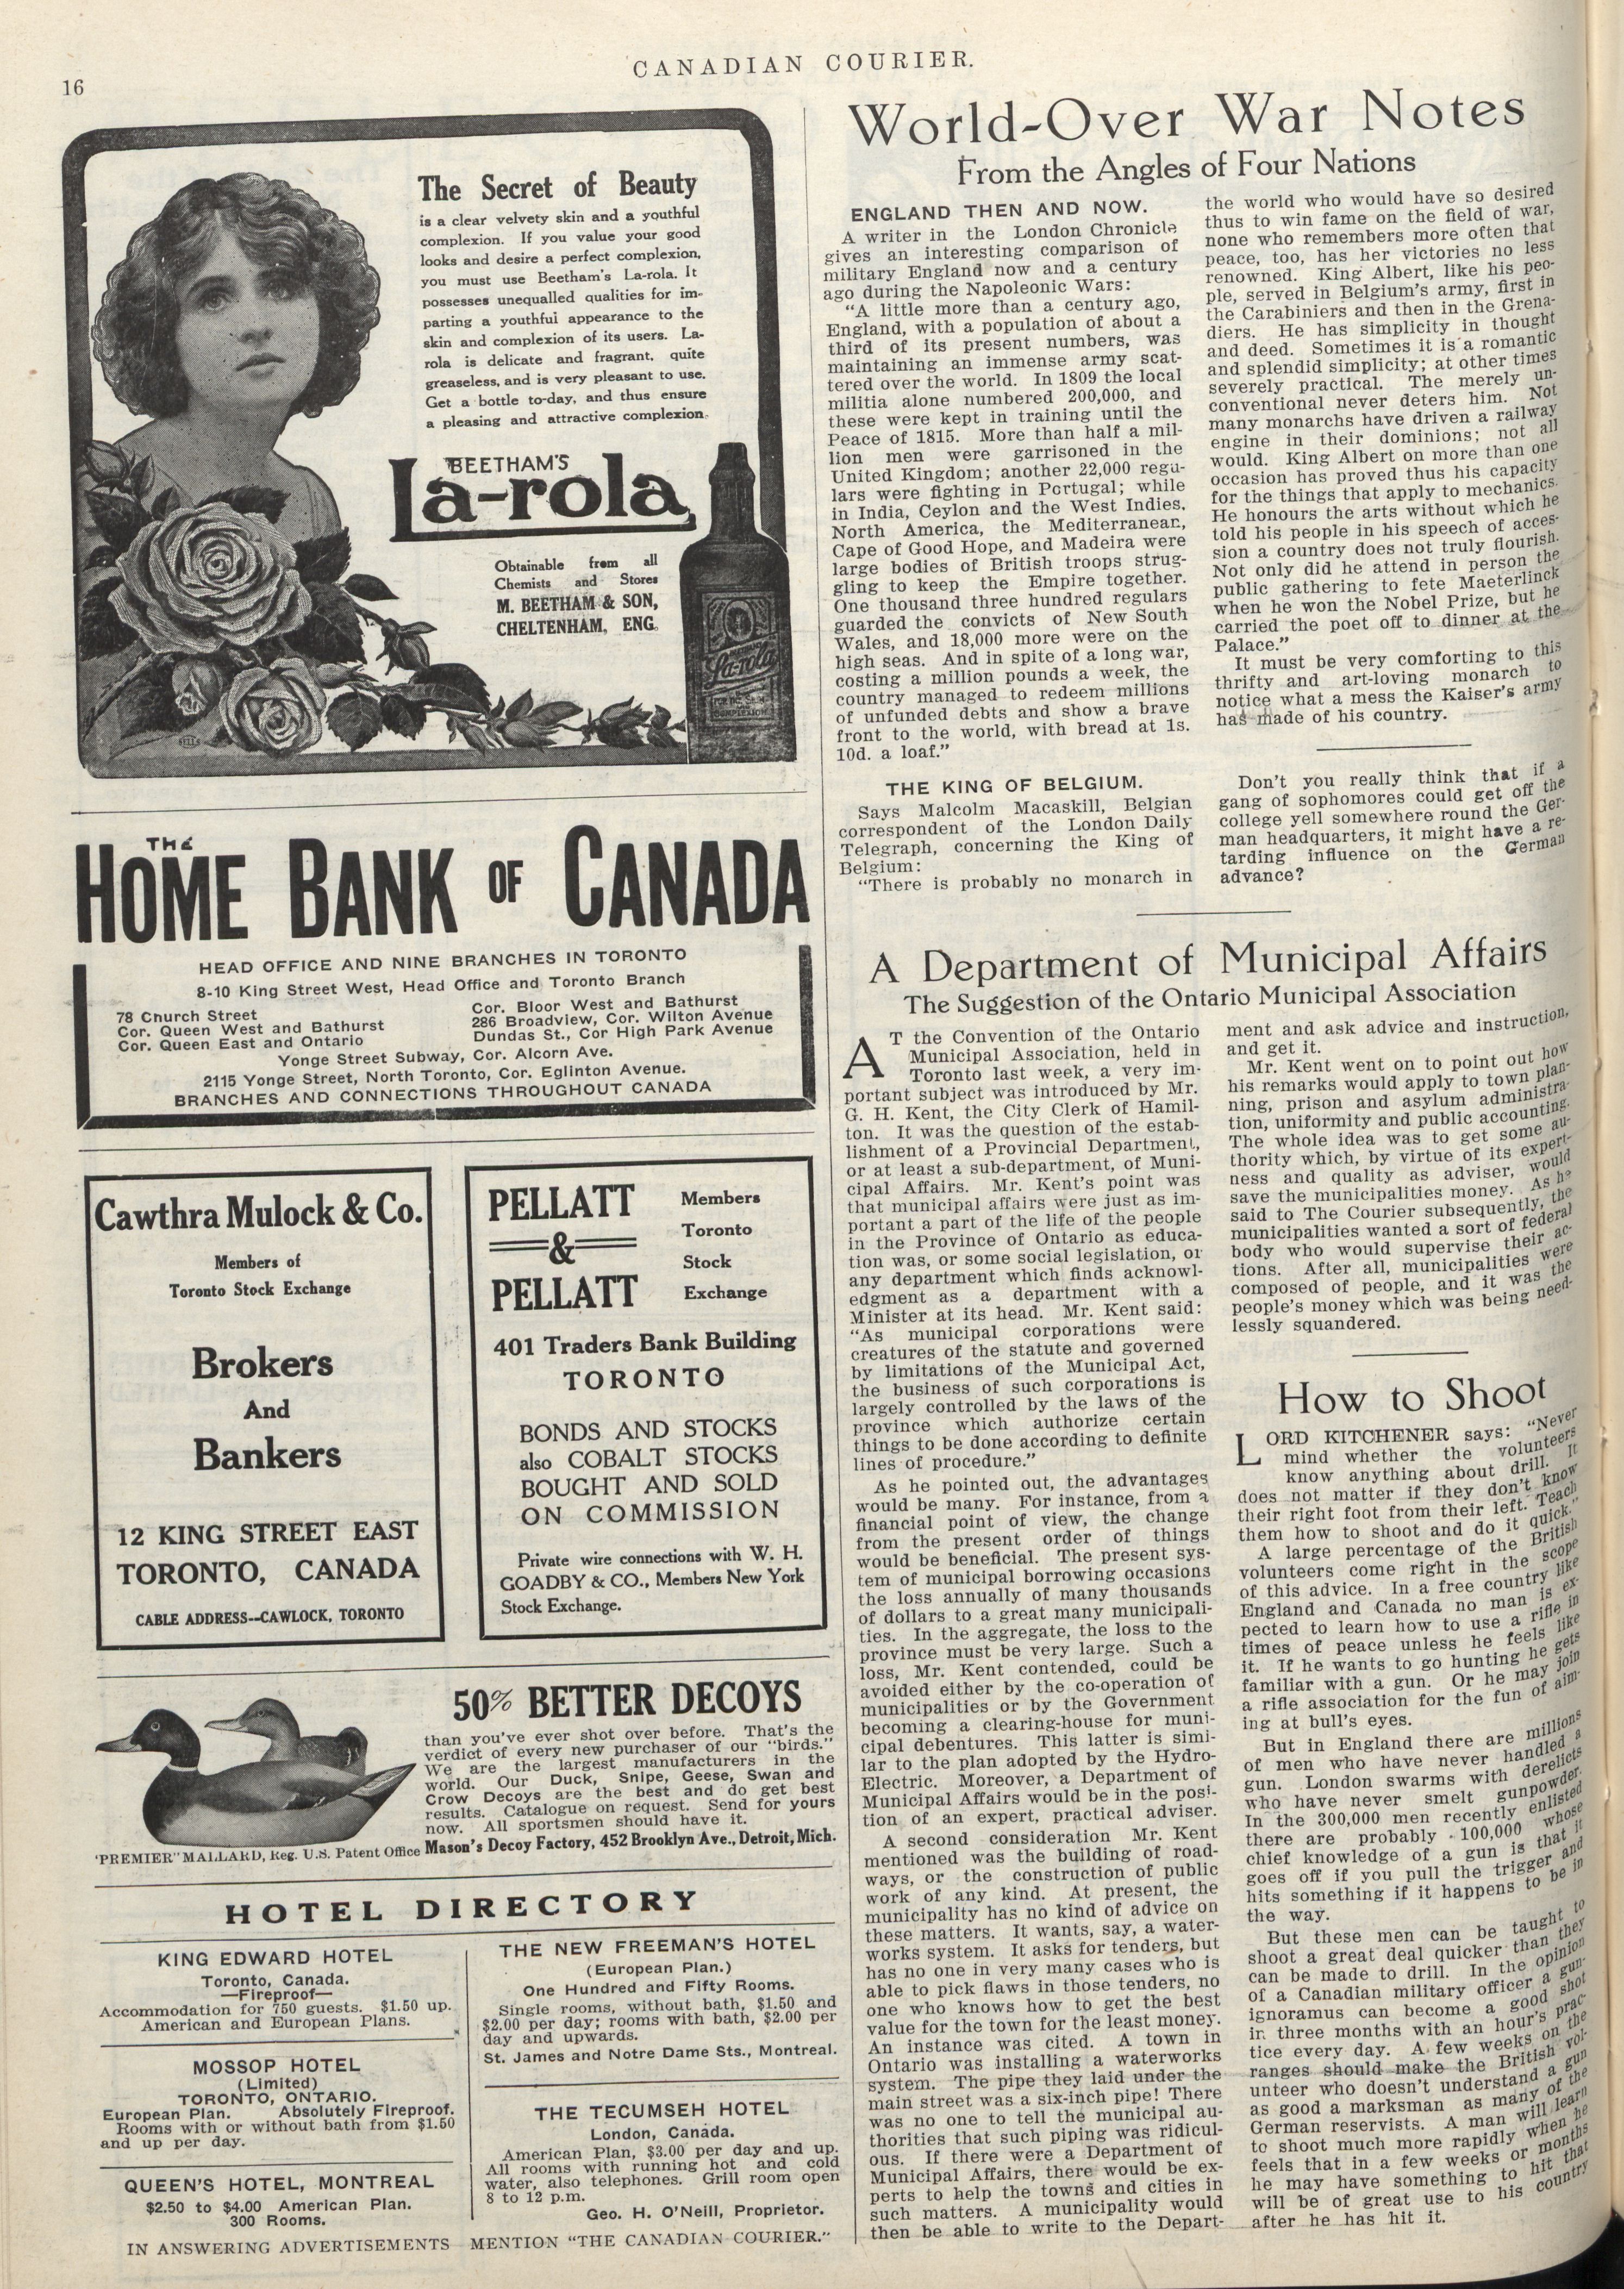 16
CANADIAN COURIER.
The Secret of Beauty
is a clear velvety skin and a youthful
complexion. If you value your good
looks and desire a perfect complexion,
you must use Beetham's La-rola. It
possesses unequalled qualities for im-
parting a youthful appearance to the
skin and complexion of its users. La-
rola is delicate and fragrant, quite
greaseless, and is very pleasant to use.
Get a bottle to-day, and thus ensure
a pleasing and attractive complexion.
BEETHAM'S
La-rola
Obtainable from all
Chemists and Stores
M. BEETHAM & SON,
CHELTENHAM, ENG.
La-rola
THE
HOME BANK OF CANADA
HEAD OFFICE AND NINE BRANCHES IN TORONTO
8-10 King Street West, Head Office and Toronto Branch
78 Church Street
Cor. Queen West and Bathurst
Cor. Queen East and Ontario
Cor. Bloor West and Bathurst
286 Broadview, Cor. Wilton Avenue
Dundas St., Cor High Park Avenue
Yonge Street Subway, Cor. Alcorn Ave.
2115 Yonge Street, North Toronto, Cor. Eglinton Avenue.
BRANCHES AND CONNECTIONS THROUGHOUT CANADA
Cawthra Mulock & Co.
Members of
Toronto Stock Exchange
Brokers
And
Bankers
12 KING STREET EAST
TORONTO, CANADA
CABLE ADDRESS--CAWLOCK, TORONTO
PELLATT
&
PELLATT
Members
Toronto
Stock
Exchange
401 Traders Bank Building
TORONTO
BONDS AND STOCKS
also COBALT STOCKS
BOUGHT AND SOLD
ON COMMISSION
Private wire connections with W. H.
GOADBY & CO., Members New York
Stock Exchange.
50% BETTER DECOYS
than you've ever shot over before. That's the
verdict of every new purchaser of our "birds."
We are the largest manufacturers in the
world. Our Duck, Snipe, Geese, Swan and
Crow Decoys are the best and do get best
results. Catalogue on request. Send for yours
now. All sportsmen should have it.
Mason's Decoy Factory, 452 Brooklyn Ave., Detroit, Mich.
'PREMIER" MALLARD, Reg. U.S. Patent Office
HOTEL DIRECTORY
KING EDWARD HOTEL
Toronto, Canada.
—Fireproof—
Accommodation for 750 guests. $1.50 up.
American and European Plans.
MOSSOP HOTEL
(Limited)
TORONTO, ONTARIO.
European Plan. Absolutely Fireproof.
Rooms with or without bath from $1.50
and up per day.
QUEEN'S HOTEL, MONTREAL
$2.50 to $4.00 American Plan.
300 Rooms.
THE NEW FREEMAN'S HOTEL
(European Plan.)
One Hundred and Fifty Rooms.
Single rooms, without bath, $1.50 and
$2.00 per day; rooms with bath, $2.00 per
day and upwards.
St. James and Notre Dame Sts., Montreal.
THE TECUMSEH HOTEL
London, Canada.
American Plan, $3.00 per day and up.
All rooms with running hot and cold
water, also telephones. Grill room open
8 to 12 p.m.
Geo. H. O'Neill, Proprietor.
IN ANSWERING ADVERTISEMENTS MENTION "THE CANADIAN COURIER."
World-Over War Notes
From the Angles of Four Nations
ENGLAND THEN AND NOW.
A writer in the London Chronicle
gives an interesting comparison of
military England now and a century
ago during the Napoleonic Wars:
"A little more than a century ago,
England, with a population of about a
third of its present numbers, was
maintaining an immense army scat-
tered over the world. In 1809 the local
militia alone numbered 200,000, and
these were kept in training until the
Peace of 1815. More than half a mil-
lion men were garrisoned in the
United Kingdom; another 22,000 regu-
lars were fighting in Portugal; while
in India, Ceylon and the West Indies,
North America, the Mediterranean,
Cape of Good Hope, and Madeira were
large bodies of British troops strug-
gling to keep the Empire together.
One thousand three hundred regulars
guarded the convicts of New South
Wales, and 18,000 more were on the
high seas. And in spite of a long war,
costing a million pounds a week, the
country managed to redeem millions
of unfunded debts and show a brave
front to the world, with bread at 1s.
10d. a loaf."
THE KING OF BELGIUM.
Says Malcolm Macaskill, Belgian
correspondent of the London Daily
Telegraph, concerning the King of
Belgium:
"There is probably no monarch in
the world who would have so desired
thus to win fame on the field of war,
none who remembers more often that
peace, too, has her victories no less
renowned. King Albert, like his peo-
ple, served in Belgium's army, first in
the Carabiniers and then in the Grena-
diers. He has simplicity in thought
and deed. Sometimes it is a romantic
and splendid simplicity; at other times
severely practical. The merely un-
conventional never deters him. Not
many monarchs have driven a railway
engine in their dominions; not all
would. King Albert on more than one
occasion has proved thus his capacity
for the things that apply to mechanics.
He honours the arts without which he
told his people in his speech of acces-
sion a country does not truly flourish.
Not only did he attend in person the
public gathering to fete Maeterlinck
when he won the Nobel Prize, but he
carried the poet off to dinner at the
Palace."
It must be very comforting to this
thrifty and art-loving monarch to
notice what a mess the Kaiser's army
has made of his country.
Don't you really think that if a
gang of sophomores could get off the
college yell somewhere round the Ger-
man headquarters, it might have a re-
tarding influence on the German
advance?
A Department of Municipal Affairs
The Suggestion of the Ontario Municipal Association
AT the Convention of the Ontario
Municipal Association, held in
Toronto last week, a very im-
portant subject was introduced by Mr.
G. H. Kent, the City Clerk of Hamil-
ton. It was the question of the estab-
lishment of a Provincial Department,
or at least a sub-department, of Muni-
cipal Affairs. Mr. Kent's point was
that municipal affairs were just as im-
portant a part of the life of the people
in the Province of Ontario as educa-
tion was, or some social legislation, or
any department which finds acknowl-
edgment as a department with a
Minister at its head. Mr. Kent said:
"As municipal corporations were
creatures of the statute and governed
by limitations of the Municipal Act,
the business of such corporations is
largely controlled by the laws of the
province which authorize certain
things to be done according to definite
lines of procedure."
As he pointed out, the advantages
would be many. For instance, from a
financial point of view, the change
from the present order of things
would be beneficial. The present sys-
tem of municipal borrowing occasions
the loss annually of many thousands
of dollars to a great many municipali-
ties. In the aggregate, the loss to the
province must be very large. Such a
loss, Mr. Kent contended, could be
avoided either by the co-operation of
municipalities or by the Government
becoming a clearing-house for muni-
cipal debentures. This latter is simi-
lar to the plan adopted by the Hydro-
Electric. Moreover, a Department of
Municipal Affairs would be in the posi-
tion of an expert, practical adviser.
A second consideration Mr. Kent
mentioned was the building of road-
ways, or the construction of public
work of any kind. At present, the
municipality has no kind of advice on
these matters. It wants, say, a water-
works system. It asks for tenders, but
has no one in very many cases who is
able to pick flaws in those tenders, no
one who knows how to get the best
value for the town for the least money.
An instance was cited. A town in
Ontario was installing a waterworks
system. The pipe they laid under the
main street was a six-inch pipe! There
was no one to tell the municipal au-
thorities that such piping was ridicul-
ous. If there were a Department of
Municipal Affairs, there would be ex-
perts to help the towns and cities in
such matters. A municipality would
then be able to write to the Depart-
ment and ask advice and instruction,
and get it.
Mr. Kent went on to point out how
his remarks would apply to town plan-
ning, prison and asylum administra-
tion, uniformity and public accounting.
The whole idea was to get some au-
thority which, by virtue of its expert-
ness and quality as adviser, would
save the municipalities money. As he
said to The Courier subsequently, the
municipalities wanted a sort of federal
body who would supervise their ac-
tions. After all, municipalities were
composed of people, and it was the
people's money which was being need-
lessly squandered.
How to Shoot
LORD KITCHENER says: "Never
mind whether the volunteers
know anything about drill. It
does not matter if they don't know
their right foot from their left. Teach
them how to shoot and do it quick."
A large percentage of the British
volunteers come right in the scope
of this advice. In a free country like
England and Canada no man is ex-
pected to learn how to use a rifle in
times of peace unless he feels like
it. If he wants to go hunting he gets
familiar with a gun. Or he may join
a rifle association for the fun of aim-
ing at bull's eyes.
But in England there are millions
of men who have never handled a
gun. London swarms with derelicts
who have never smelt gunpowder.
In the 300,000 men recently enlisted
there are probably 100,000 whose
chief knowledge of a gun is that it
goes off if you pull the trigger and
hits something if it happens to be in
the way.
But these men can be taught to
shoot a great deal quicker than they
can be made to drill. In the opinion
of a Canadian military officer a gun-
ignoramus can become a good shot
in three months with an hour's prac-
tice every day. A few weeks on the
ranges should make the British vol-
unteer who doesn't understand a gun
as good a marksman as many of the
German reservists. A man will learn
to shoot much more rapidly when he
feels that in a few weeks or months
he may have something to hit that
will be of great use to his country
after he has hit it.